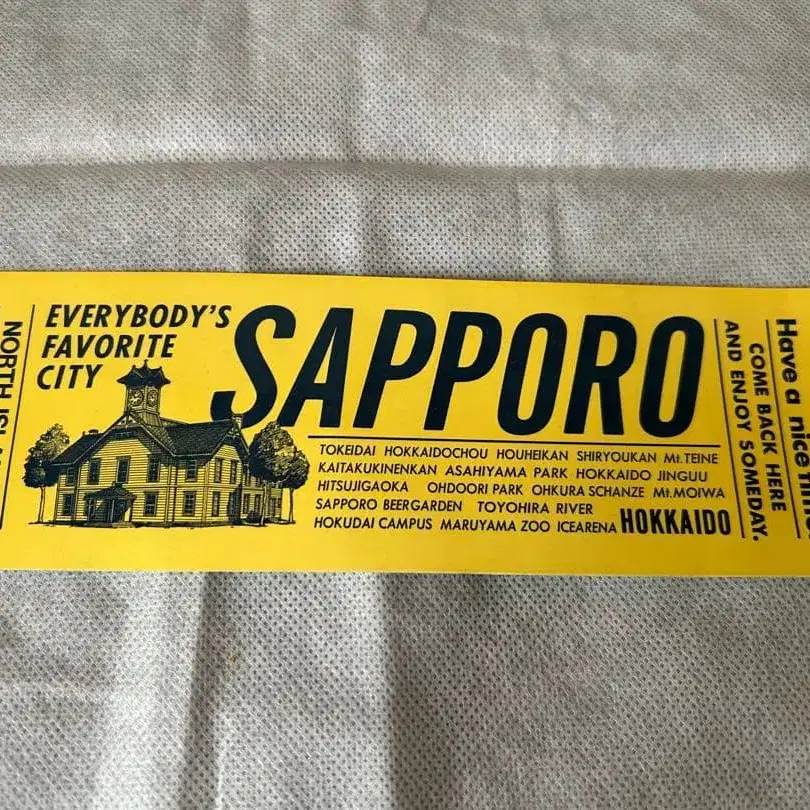 NORTH
EVERYBODY'S
FAVORITE
CITY
SAPPORO
TOKEIDAI HOKKAIDOCHOU HOUHEIKAN SHIRYOUKAN Mt.TEINE
KAITAKUKINENKAN ASAHIYAMA PARK HOKKAIDO JINGUU
HITSUJIGAOKA OHDOORI PARK OHKURA SCHANZE Mt.MOIWA
SAPPORO BEERGARDEN TOYOHIRA RIVER
HOKUDAI CAMPUS MARUYAMA ZOO ICEARENA HOKKAIDO
Have a nice
COME BACK HERE
AND ENJOY SOMEDAY.